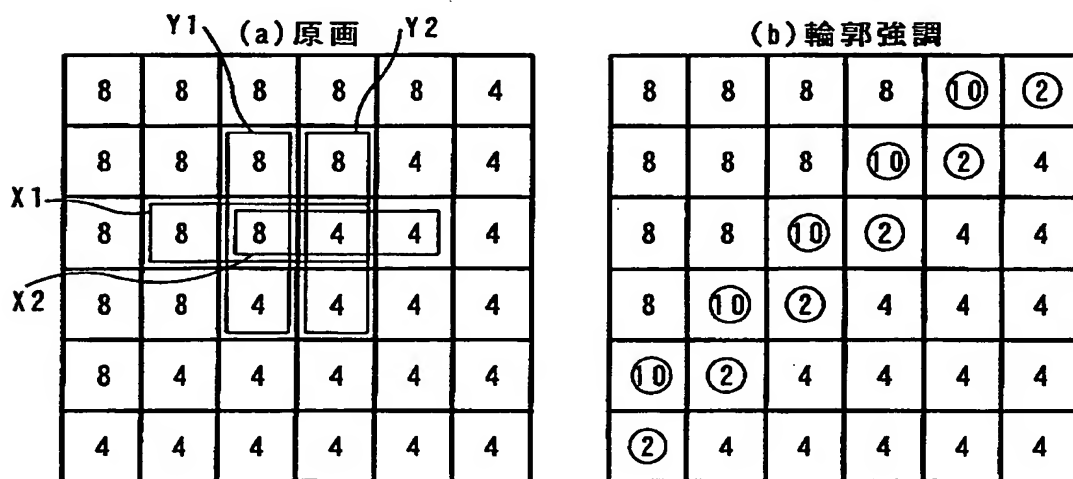 Y1 (a)原画 Y2
8 8 8 8 8 4
8 8 8 8 4 4
X1
8 8 8 4 4 4
X2
8 8 4 4 4 4
8 4 4 4 4 4
4 4 4 4 4 4
(b)輪郭強調
8 8 8 8 10 2
8 8 8 10 2 4
8 8 10 2 4 4
8 10 2 4 4 4
10 2 4 4 4 4
2 4 4 4 4 4